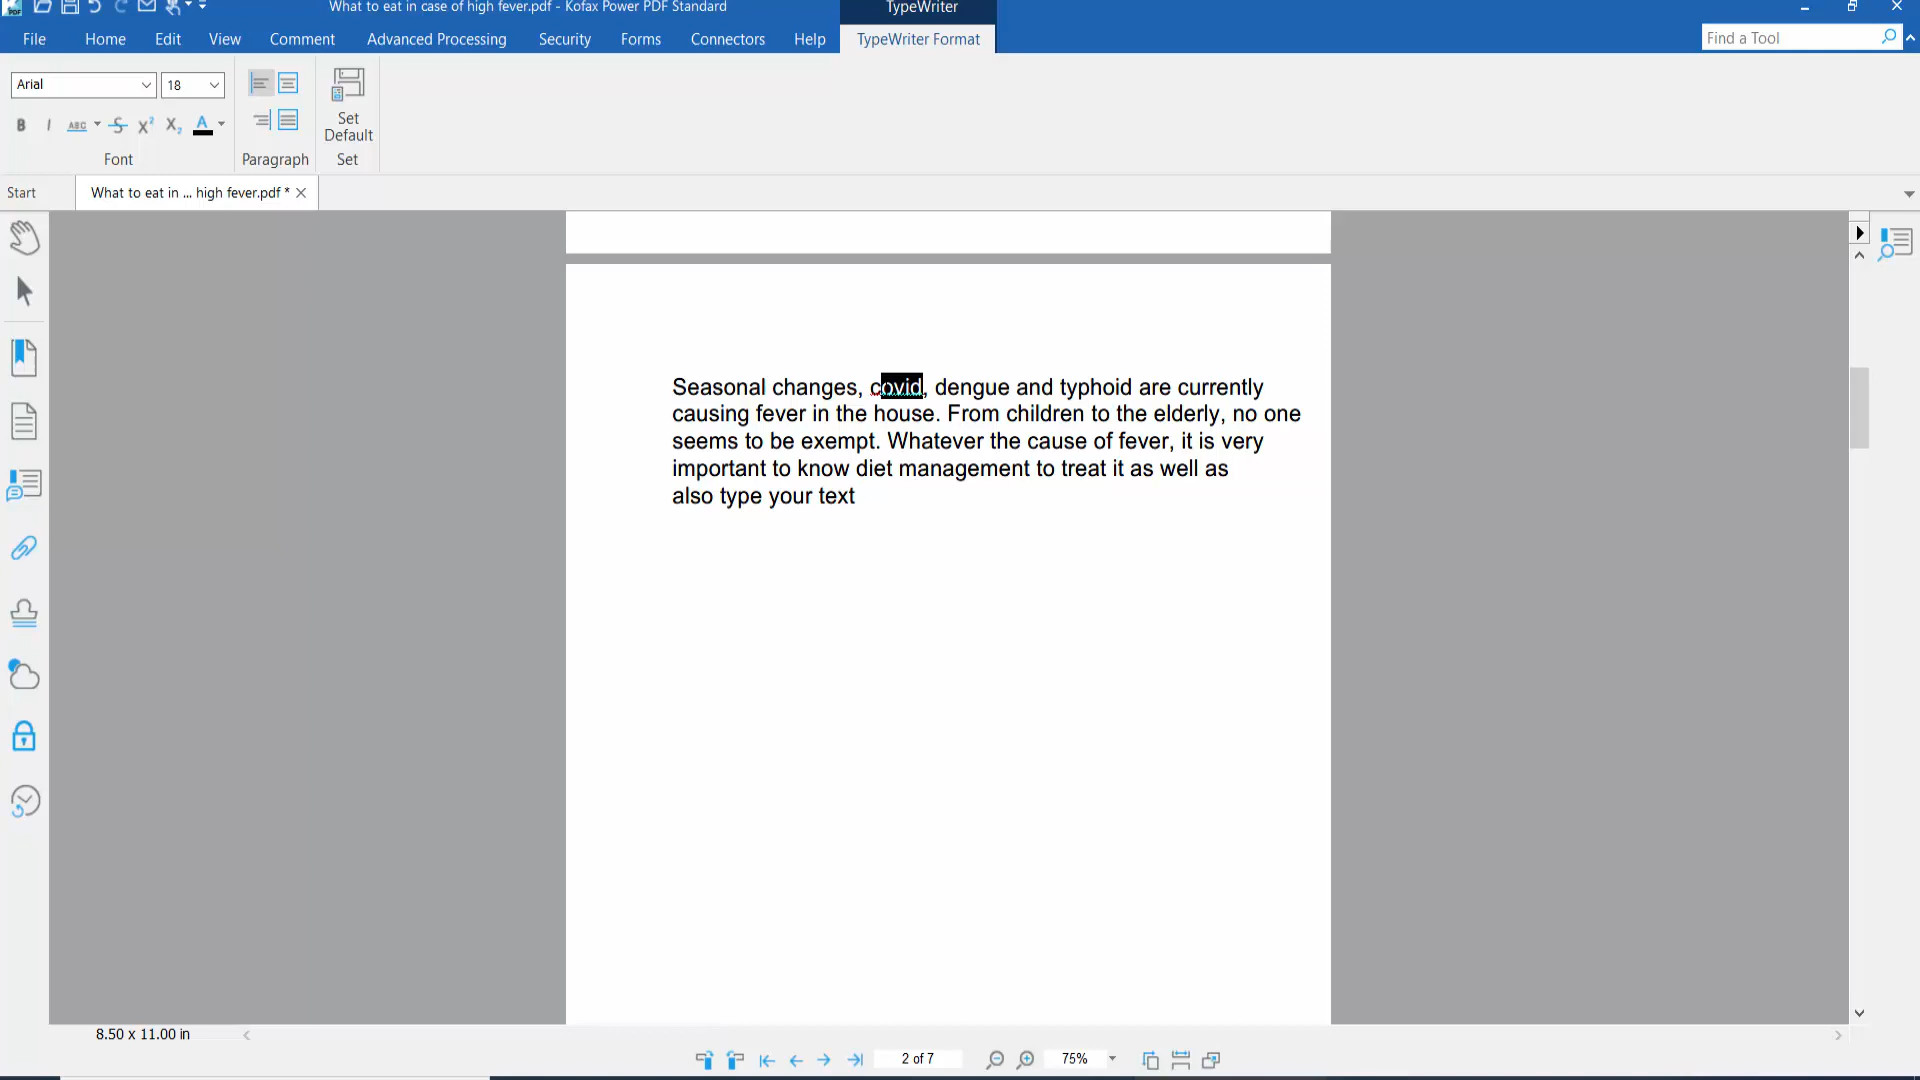 What to eat in case of high fever.pdf - Kofax Power PDF Standard
TypeWriter
File Home Edit View Comment Advanced Processing Security Forms Connectors Help TypeWriter Format
Find a Tool
Arial 18
Set Default
B I ABC S X² X₂ A
Font Paragraph Set
Start What to eat in ... high fever.pdf *
Seasonal changes, covid, dengue and typhoid are currently
causing fever in the house. From children to the elderly, no one
seems to be exempt. Whatever the cause of fever, it is very
important to know diet management to treat it as well as
also type your text
8.50 x 11.00 in
2 of 7 75%